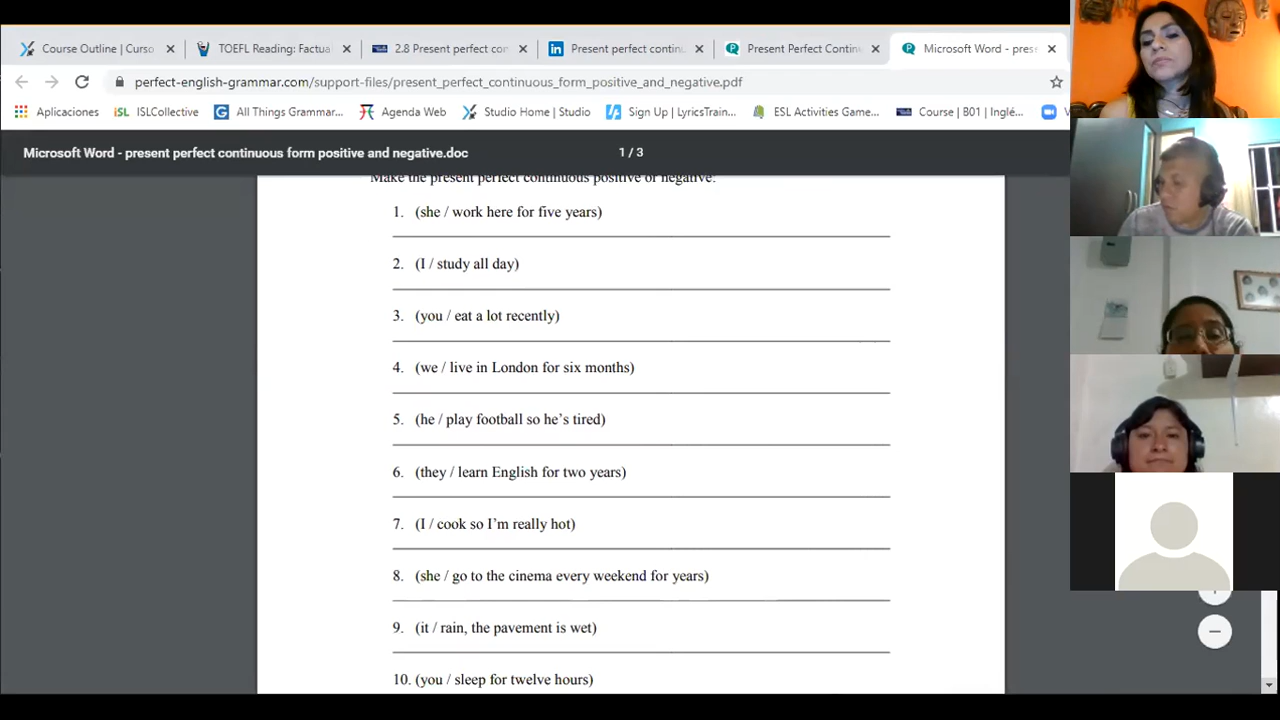 Course Outline | Curso
TOEFL Reading: Factua
2.8 Present perfect con
Present perfect contin
Present Perfect Contin
Microsoft Word - pres
perfect-english-grammar.com/support-files/present_perfect_continuous_form_positive_and_negative.pdf
Aplicaciones
iSL ISLCollective
All Things Grammar...
Agenda Web
Studio Home | Studio
Sign Up | LyricsTrain...
ESL Activities Game...
Course | B01 | Inglé...
Microsoft Word - present perfect continuous form positive and negative.doc
1 / 3
Make the present perfect continuous positive or negative:
1. (she / work here for five years)
2. (I / study all day)
3. (you / eat a lot recently)
4. (we / live in London for six months)
5. (he / play football so he's tired)
6. (they / learn English for two years)
7. (I / cook so I'm really hot)
8. (she / go to the cinema every weekend for years)
9. (it / rain, the pavement is wet)
10. (you / sleep for twelve hours)